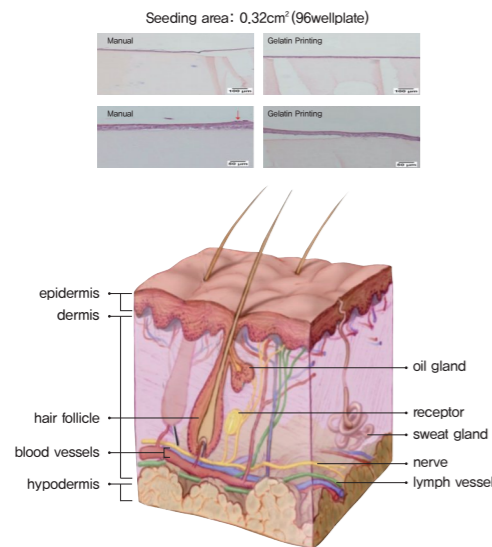 Seeding area: 0.32cm² (96wellplate)
Manual
Gelatin Printing
Manual
Gelatin Printing
epidermis
dermis
oil gland
hair follicle
receptor
sweat gland
blood vessels
nerve
hypodermis
lymph vessel